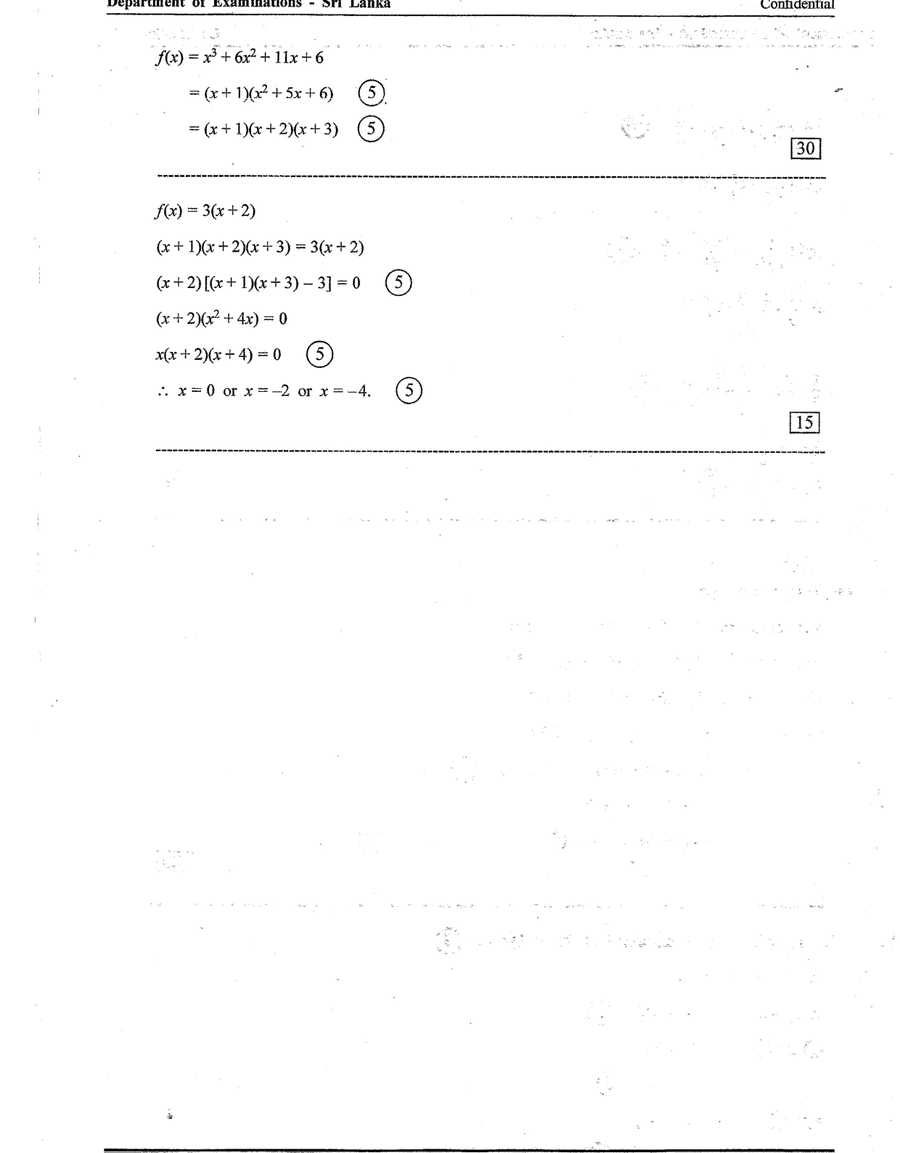 Department of Examinations - Sri Lanka Confidential
f(x) = x³ + 6x² + 11x + 6
= (x + 1)(x² + 5x + 6) 5
= (x + 1)(x + 2)(x + 3) 5
30
f(x) = 3(x + 2)
(x + 1)(x + 2)(x + 3) = 3(x + 2)
(x + 2) [(x + 1)(x + 3) – 3] = 0 5
(x + 2)(x² + 4x) = 0
x(x + 2)(x + 4) = 0 5
∴ x = 0 or x = –2 or x = –4. 5
15